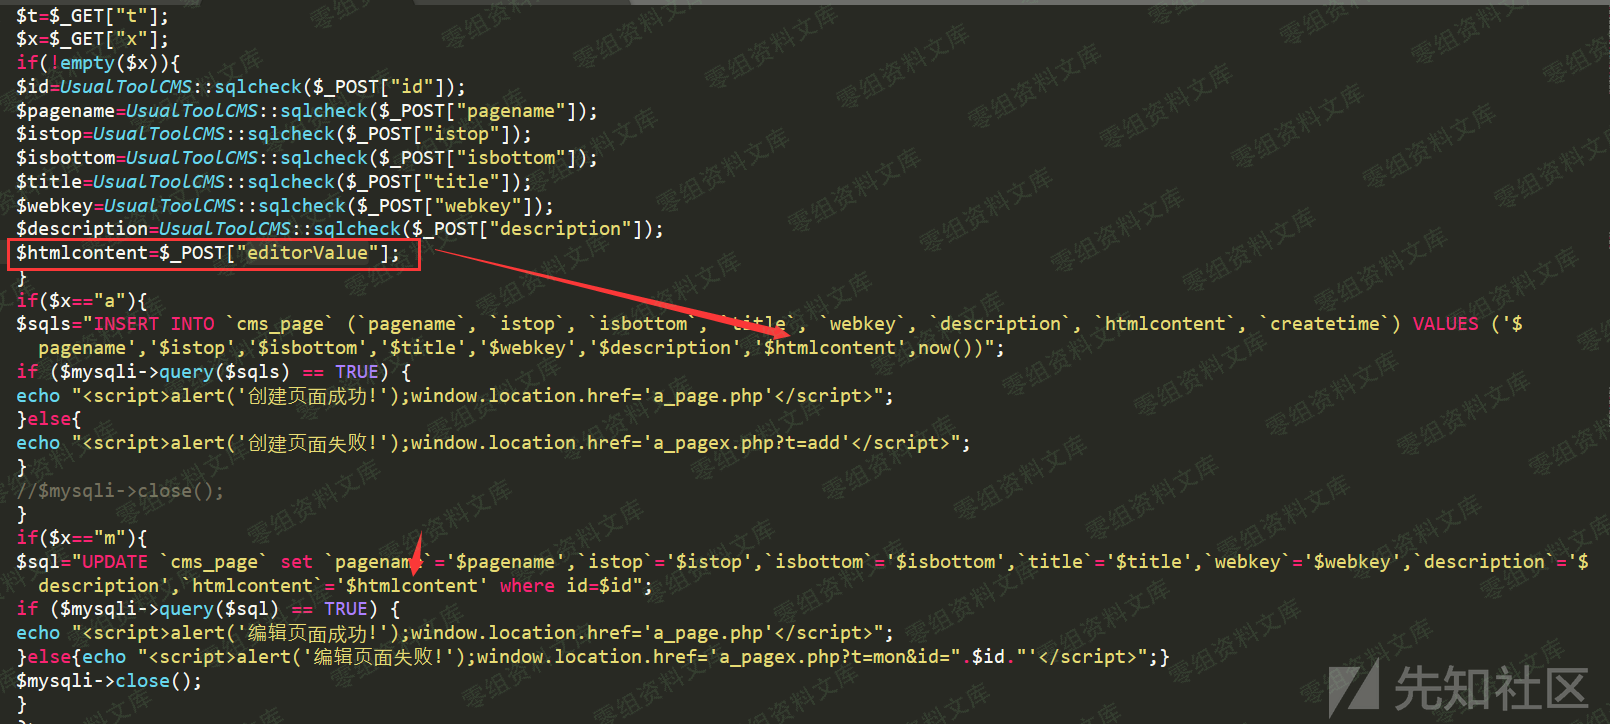 $t=$_GET["t"];
$x=$_GET["x"];
if(!empty($x)){
$id=UsualToolCMS::sqlcheck($_POST["id"]);
$pagename=UsualToolCMS::sqlcheck($_POST["pagename"]);
$istop=UsualToolCMS::sqlcheck($_POST["istop"]);
$isbottom=UsualToolCMS::sqlcheck($_POST["isbottom"]);
$title=UsualToolCMS::sqlcheck($_POST["title"]);
$webkey=UsualToolCMS::sqlcheck($_POST["webkey"]);
$description=UsualToolCMS::sqlcheck($_POST["description"]);
$htmlcontent=$_POST["editorValue"];
}
if($x=="a"){
$sqls="INSERT INTO `cms_page` (`pagename`, `istop`, `isbottom`, `title`, `webkey`, `description`, `htmlcontent`, `createtime`) VALUES ('$
pagename','$istop','$isbottom','$title','$webkey','$description','$htmlcontent',now())";
if ($mysqli->query($sqls) == TRUE) {
echo "<script>alert('创建页面成功!');window.location.href='a_page.php'</script>";
}else{
echo "<script>alert('创建页面失败!');window.location.href='a_pagex.php?t=add'</script>";
}
//$mysqli->close();
}
if($x=="m"){
$sql="UPDATE `cms_page` set `pagename`='$pagename',`istop`='$istop',`isbottom`='$isbottom',`title`='$title',`webkey`='$webkey',`description`='$
description',`htmlcontent`='$htmlcontent' where id=$id";
if ($mysqli->query($sql) == TRUE) {
echo "<script>alert('编辑页面成功!');window.location.href='a_page.php'</script>";
}else{echo "<script>alert('编辑页面失败!');window.location.href='a_pagex.php?t=mon&id=".$id."'</script>";}
$mysqli->close();
}
零组资料文库
先知社区